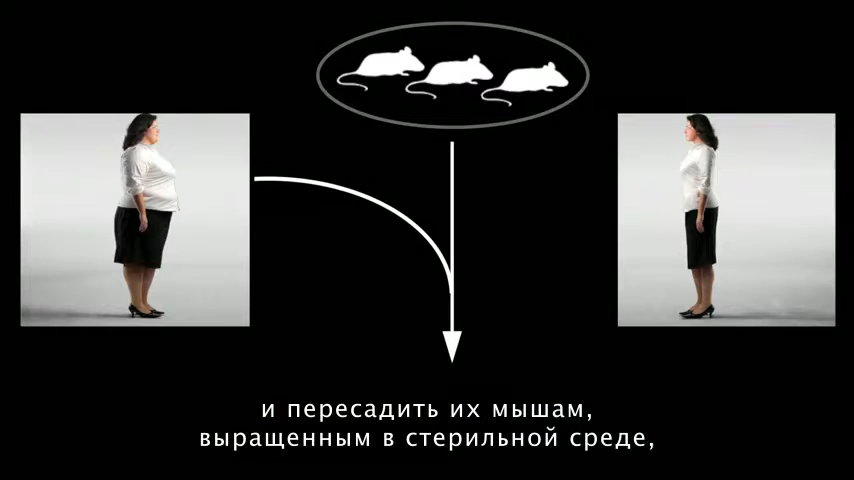 и пересадить их мышам,
выращенным в стерильной среде,